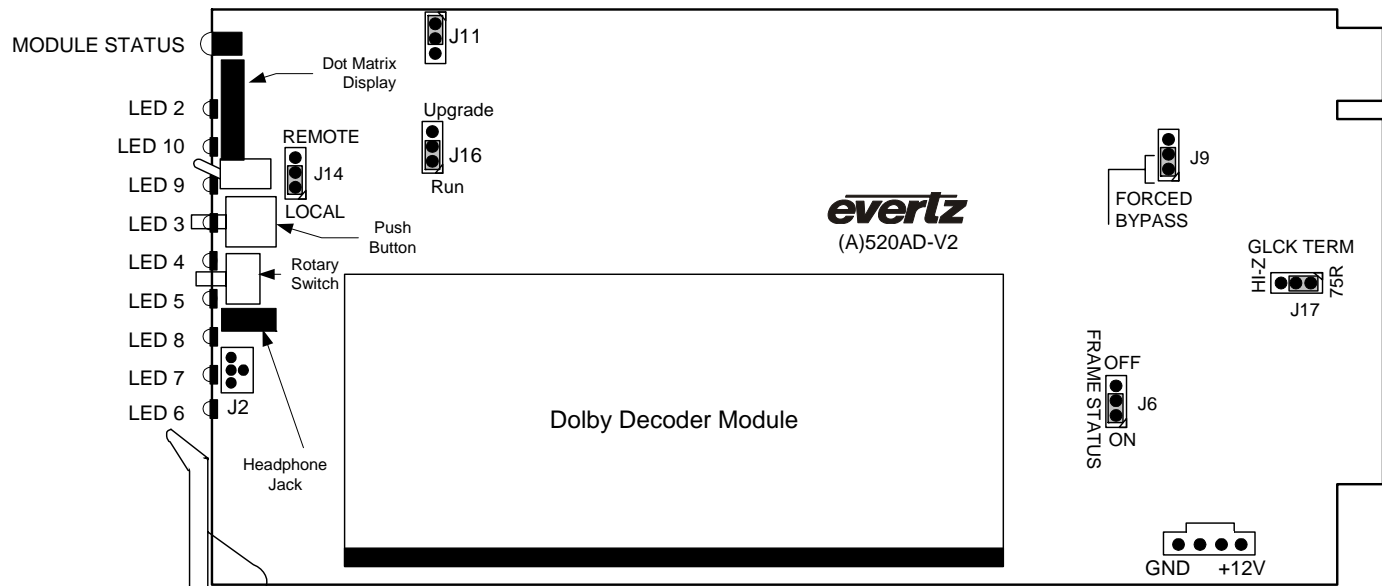 MODULE STATUS
J11
Dot Matrix
Display
LED 2
Upgrade
LED 10
REMOTE
J16
J9
J14
LED 9
Run
FORCED
BYPASS
evertz
LOCAL
LED 3
Push
Button
(A)520AD-V2
GLCK TERM
LED 4
Rotary
Switch
HI-Z
75R
LED 5
J17
LED 8
FRAME STATUS
OFF
LED 7
J2
J6
LED 6
Dolby Decoder Module
ON
Headphone
Jack
GND +12V